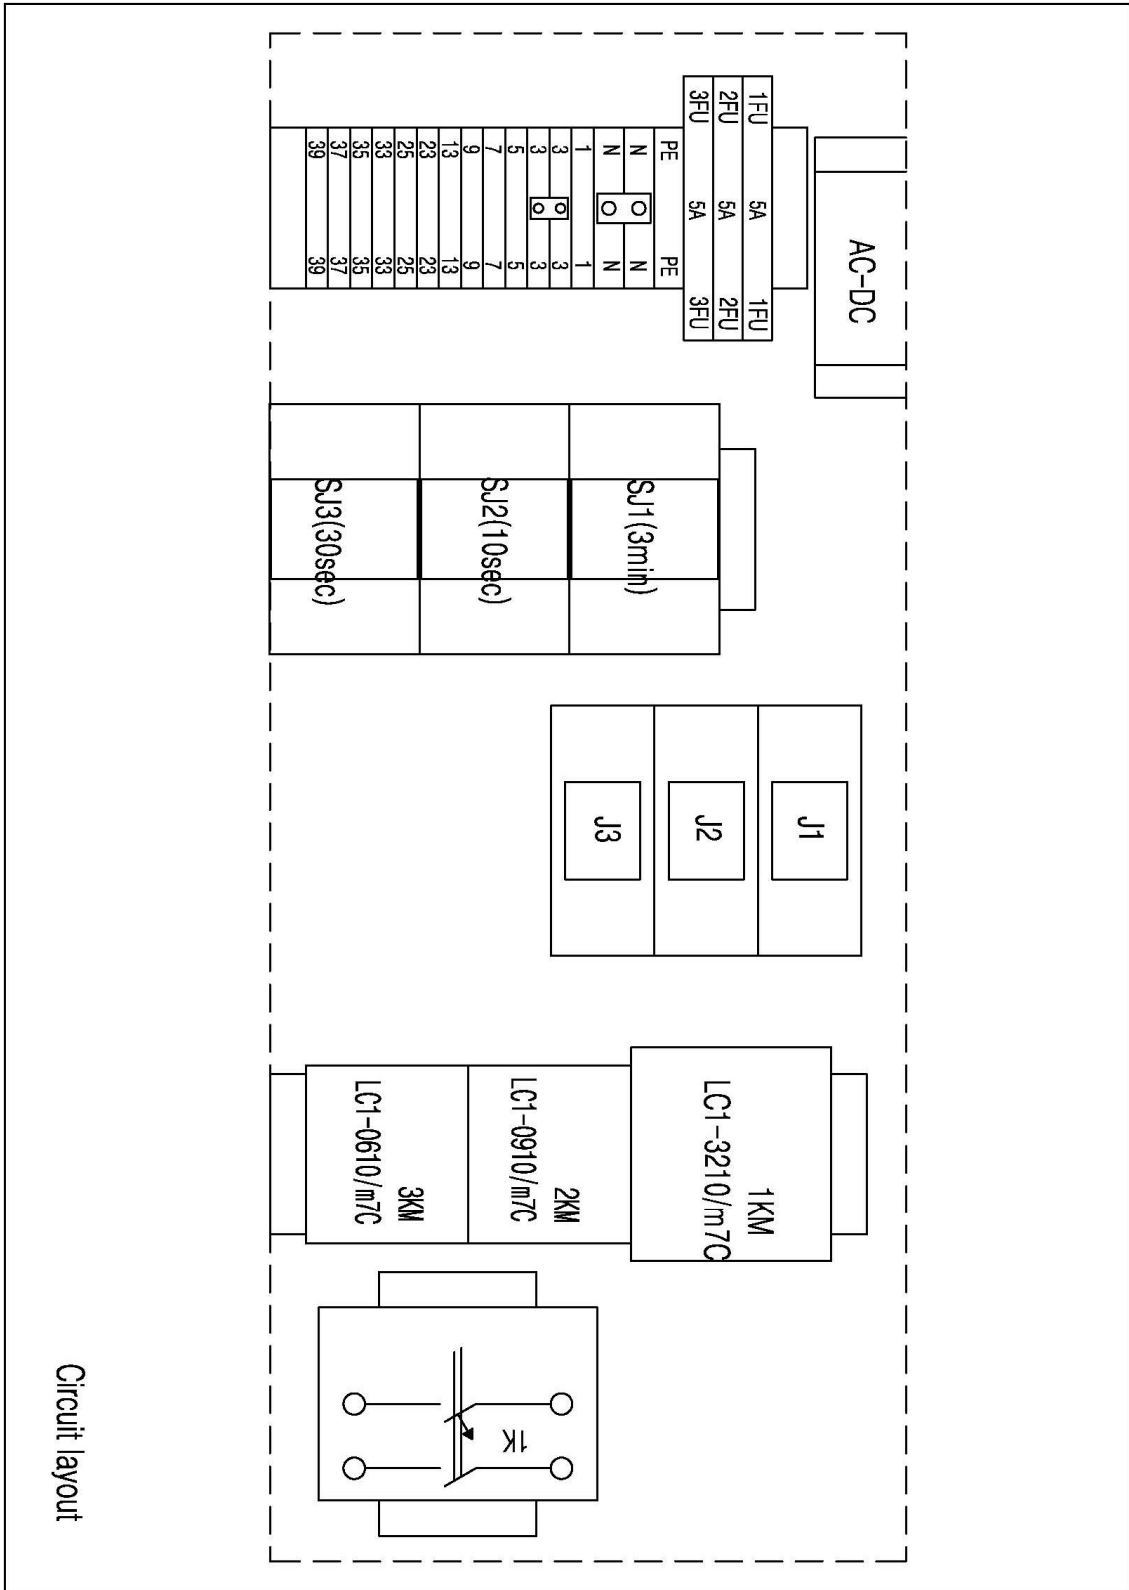 AC-DC
1FU 5A 1FU
2FU 5A 2FU
3FU 5A 3FU
PE PE
N N
N N
1 1
3 3
3 3
5 5
7 7
9 9
13 13
23 23
25 25
33 33
35 35
37 37
39 39
SJ1(3min)
SJ2(10sec)
SJ3(30sec)
J1
J2
J3
1KM
LC1-3210/m7C
2KM
LC1-0910/m7C
3KM
LC1-0610/m7C
1K
Circuit layout